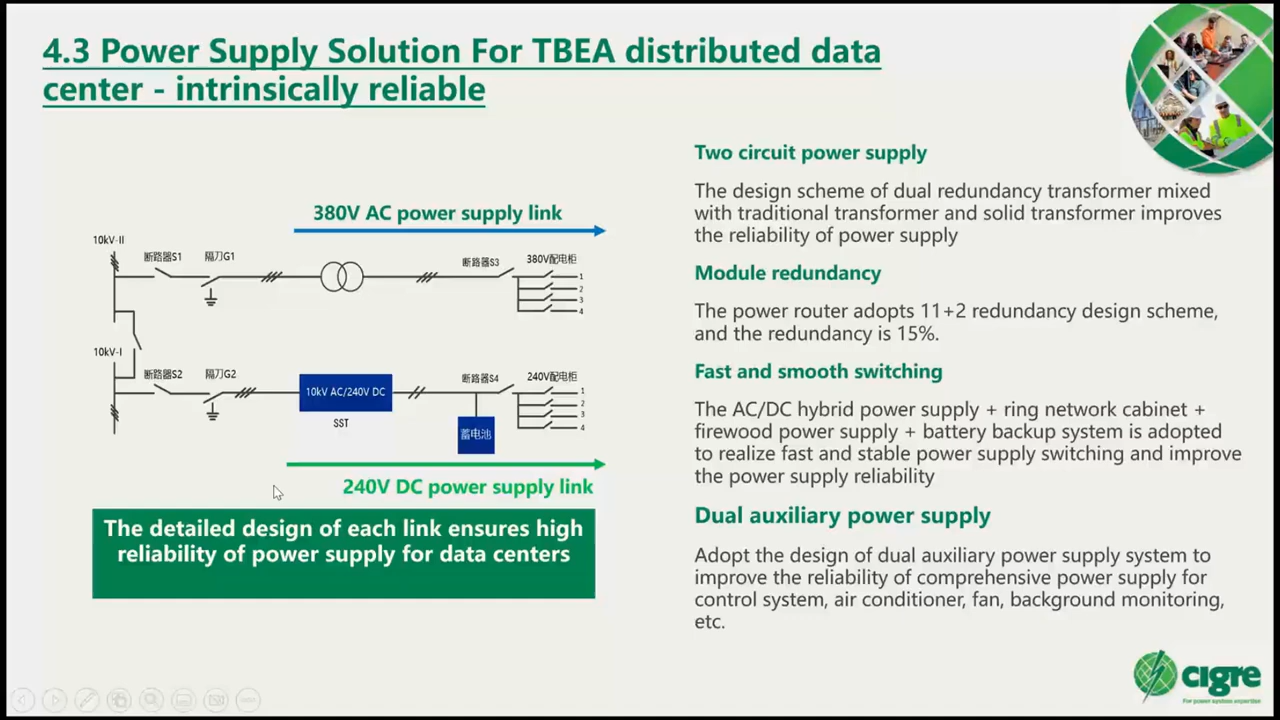 4.3 Power Supply Solution For TBEA distributed data
center - intrinsically reliable
380V AC power supply link
10kV-II
断路器S1
隔刀G1
断路器S3
380V配电柜
1
2
3
4
10kV-I
断路器S2
隔刀G2
10kV AC/240V DC
SST
断路器S4
240V配电柜
1
2
3
4
蓄电池
240V DC power supply link
The detailed design of each link ensures high
reliability of power supply for data centers
Two circuit power supply
The design scheme of dual redundancy transformer mixed
with traditional transformer and solid transformer improves
the reliability of power supply
Module redundancy
The power router adopts 11+2 redundancy design scheme,
and the redundancy is 15%.
Fast and smooth switching
The AC/DC hybrid power supply + ring network cabinet +
firewood power supply + battery backup system is adopted
to realize fast and stable power supply switching and improve
the power supply reliability
Dual auxiliary power supply
Adopt the design of dual auxiliary power supply system to
improve the reliability of comprehensive power supply for
control system, air conditioner, fan, background monitoring,
etc.
cigre
For power system expertise